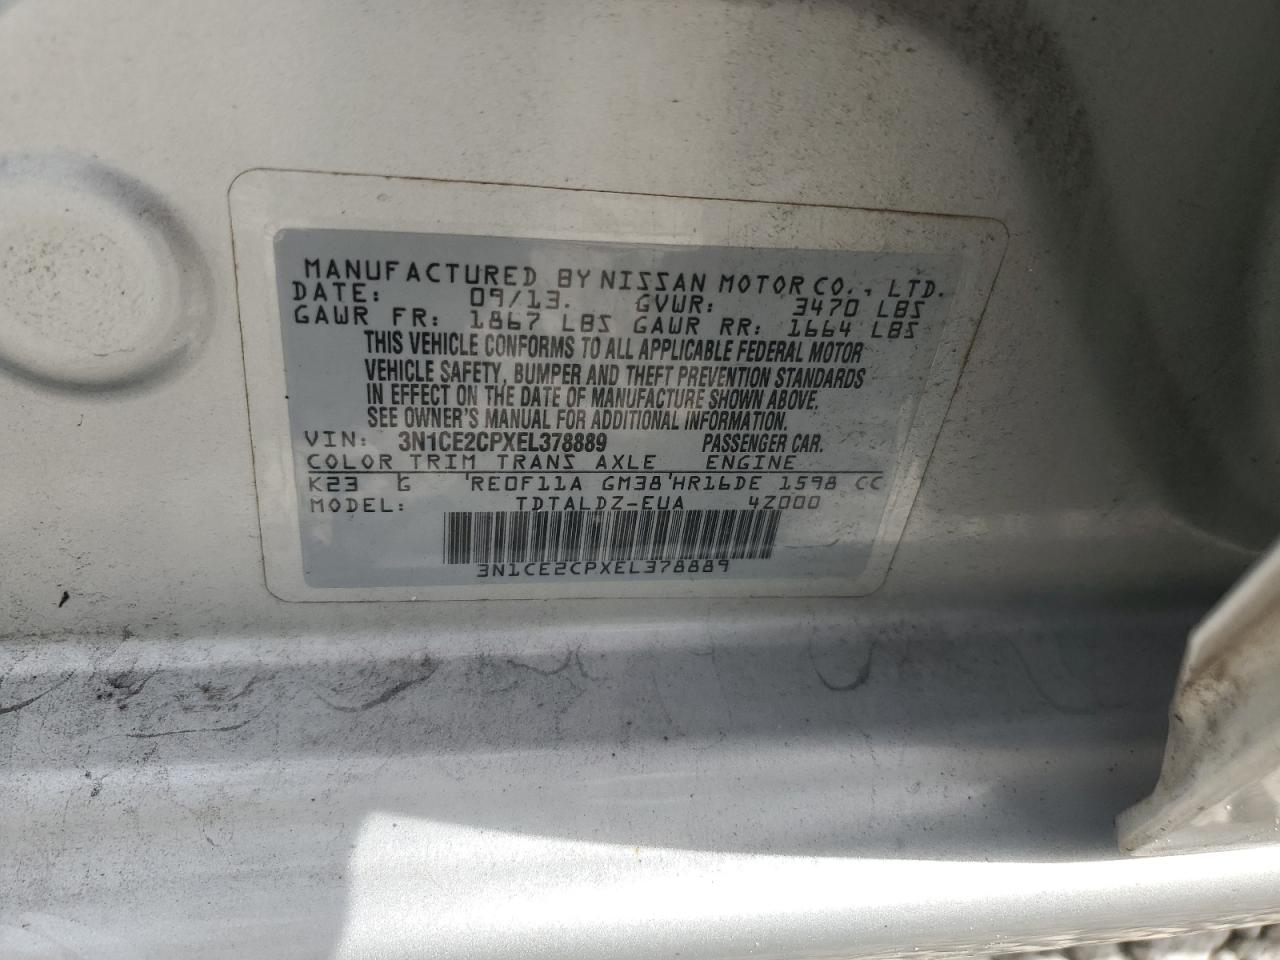 MANUFACTURED BY NISSAN MOTOR CO., LTD.
DATE: 09/13. GVWR: 3470 LBS
GAWR FR: 1867 LBS GAWR RR: 1664 LBS
THIS VEHICLE CONFORMS TO ALL APPLICABLE FEDERAL MOTOR
VEHICLE SAFETY, BUMPER AND THEFT PREVENTION STANDARDS
IN EFFECT ON THE DATE OF MANUFACTURE SHOWN ABOVE.
SEE OWNER'S MANUAL FOR ADDITIONAL INFORMATION.
VIN: 3N1CE2CPXEL378889 PASSENGER CAR.
COLOR TRIM TRANS AXLE ENGINE
K23 G RE0F11A GM38 HR16DE 1598 CC
MODEL: TDTALDZ-EUA 4Z000
3N1CE2CPXEL378889